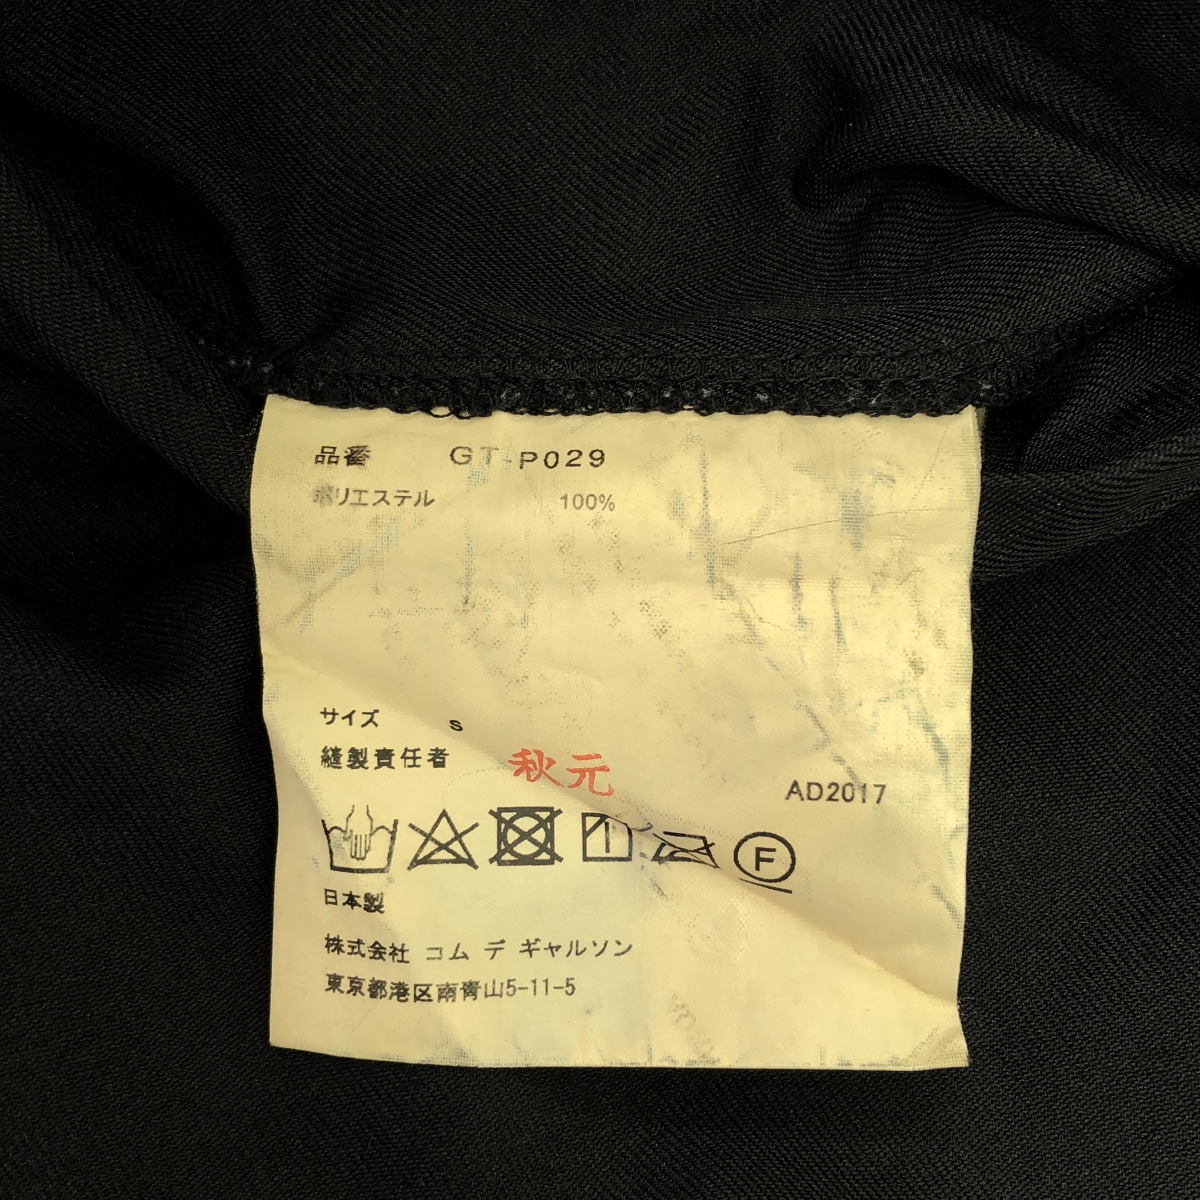 品番 GT-P029
ポリエステル 100%
サイズ S
縫製責任者 秋元
AD2017
F
日本製
株式会社 コム デ ギャルソン
東京都港区南青山5-11-5